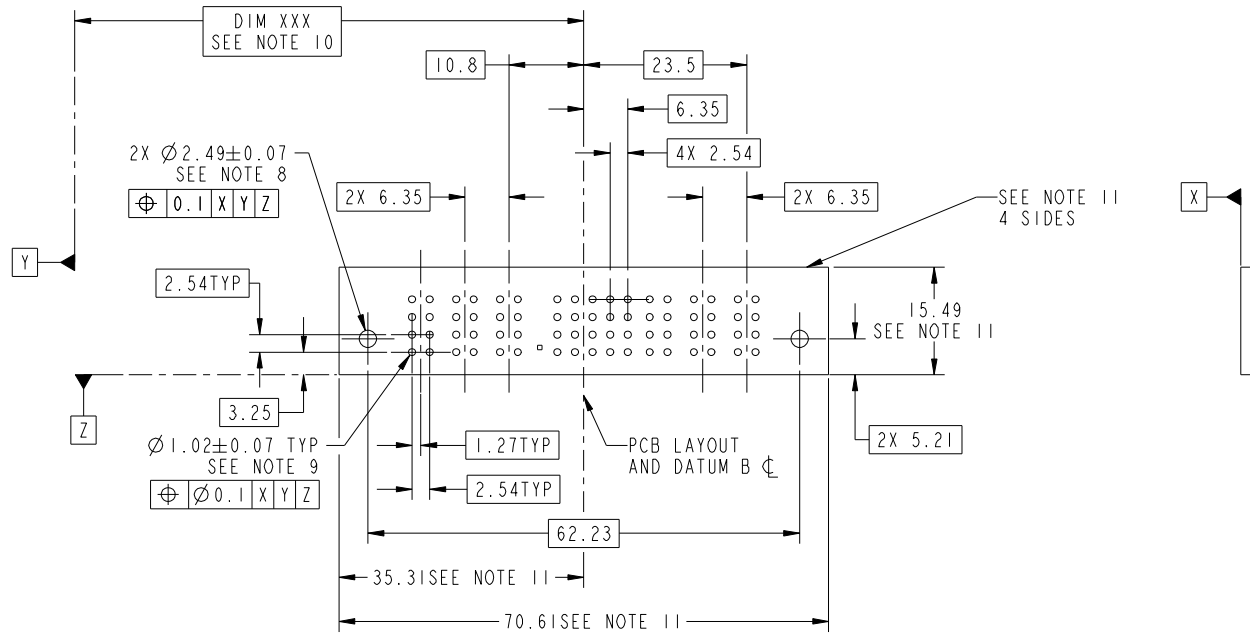 DIM XXX
SEE NOTE 10
10.8
23.5
6.35
4X 2.54
2X Ø2.49±0.07
SEE NOTE 8
⌖ 0.1 X Y Z
2X 6.35
2X 6.35
SEE NOTE 11
4 SIDES
X
Y
2.54TYP
15.49
SEE NOTE 11
3.25
Z
Ø1.02±0.07 TYP
SEE NOTE 9
⌖ Ø0.1 X Y Z
1.27TYP
2.54TYP
PCB LAYOUT
AND DATUM B ℄
2X 5.21
62.23
35.31SEE NOTE 11
70.61SEE NOTE 11